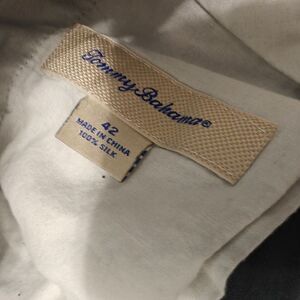 Tommy Bahama®
42
MADE IN CHINA
100% SILK